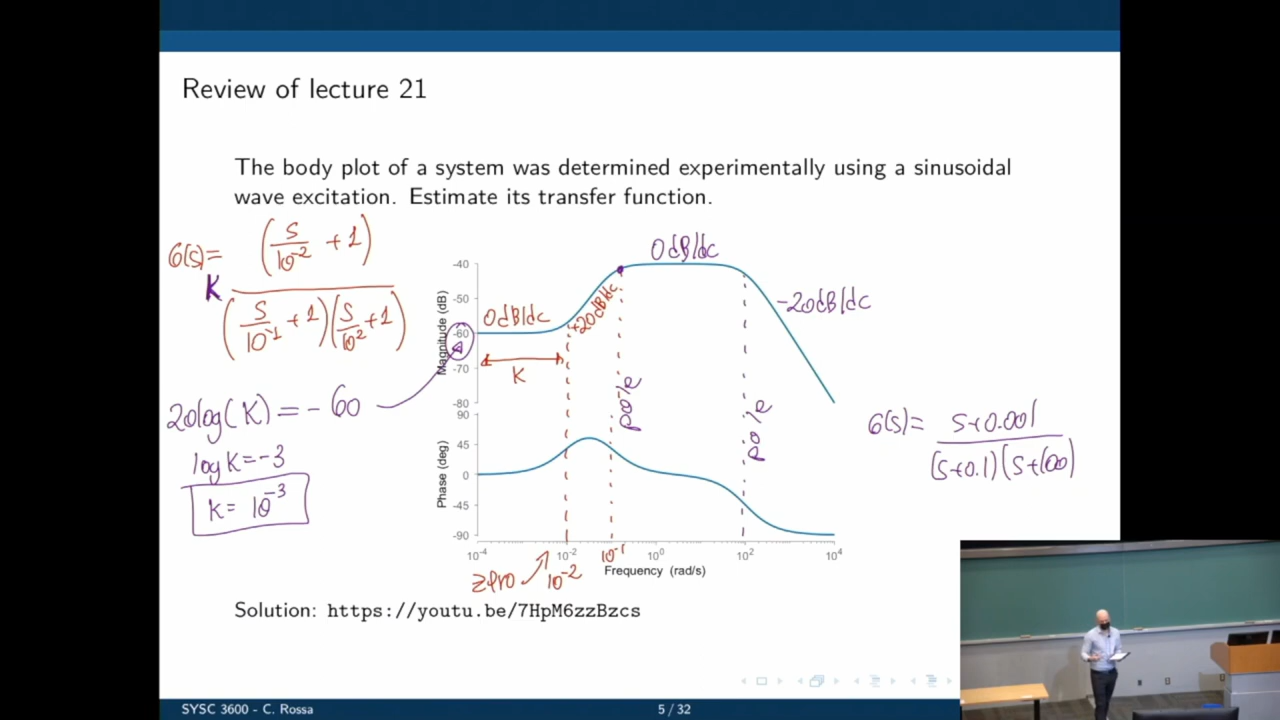 Review of lecture 21
The body plot of a system was determined experimentally using a sinusoidal
wave excitation. Estimate its transfer function.
G(s)= K (s/10^-2 + 1) / (s/10^-1 + 1)(s/10^2 + 1)
20log(K) = - 60
log K = -3
K = 10^-3
0dB/dc
+20dB/dc
0dB/dc
-20dB/dc
K
pole
pole
Magnitude (dB)
-40
-50
-60
-70
-80
Phase (deg)
90
45
0
-45
-90
10^-4
10^-2
10^0
10^2
10^4
zero
10^-2
10^-1
Frequency (rad/s)
G(s)= s+0.001 / (s+0.1)(s+100)
Solution: https://youtu.be/7HpM6zzBzcs
SYSC 3600 - C. Rossa
5 / 32